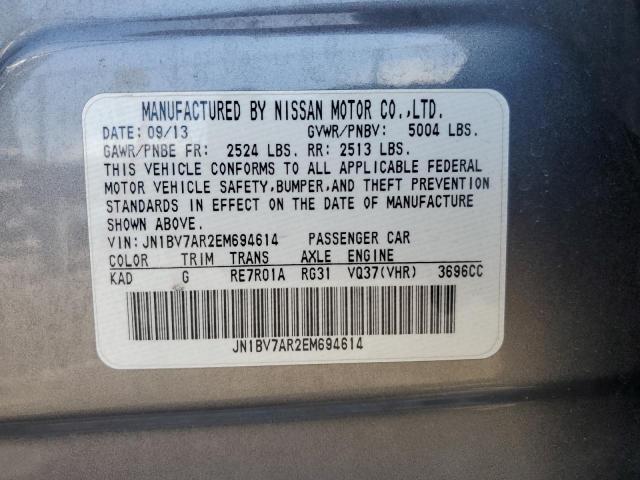 MANUFACTURED BY NISSAN MOTOR CO.,LTD.
DATE: 09/13 GVWR/PNBV: 5004 LBS.
GAWR/PNBE FR: 2524 LBS. RR: 2513 LBS.
THIS VEHICLE CONFORMS TO ALL APPLICABLE FEDERAL
MOTOR VEHICLE SAFETY,BUMPER,AND THEFT PREVENTION
STANDARDS IN EFFECT ON THE DATE OF MANUFACTURE
SHOWN ABOVE.
VIN:JN1BV7AR2EM694614 PASSENGER CAR
COLOR TRIM TRANS AXLE ENGINE
KAD G RE7R01A RG31 VQ37(VHR) 3696CC
JN1BV7AR2EM694614